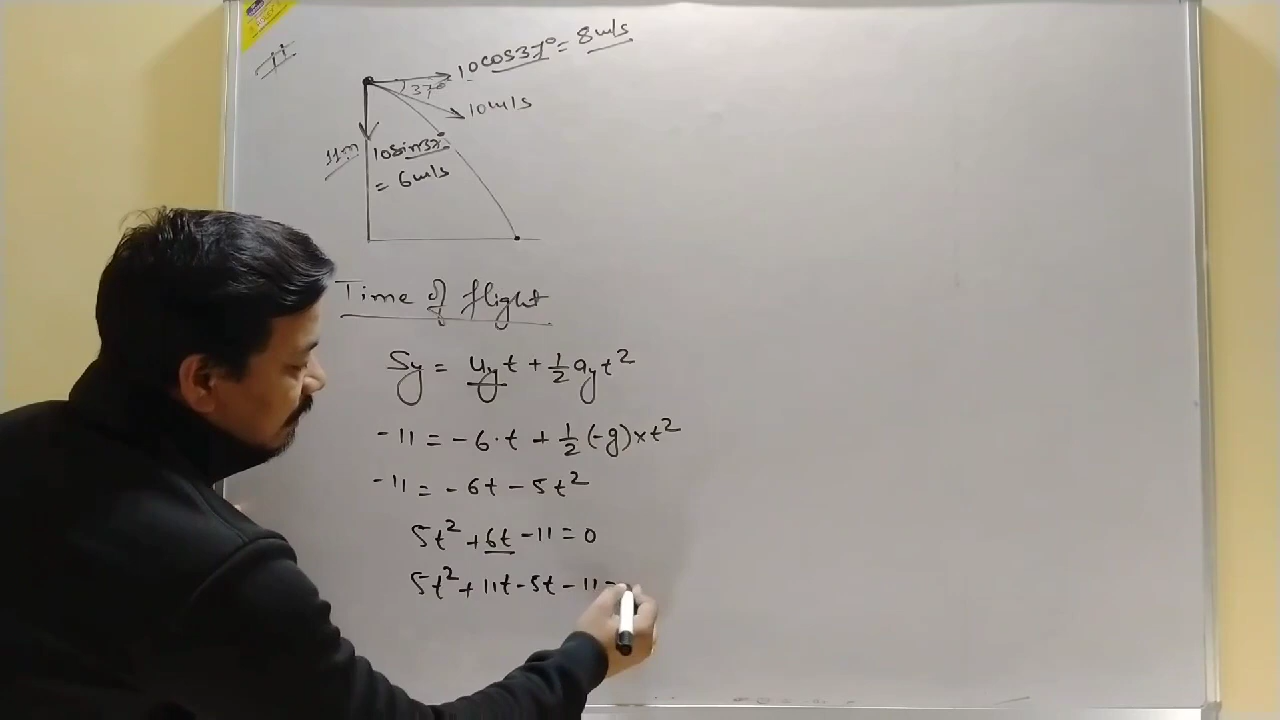 11
10cos37° = 8m/s
37°
10m/s
11m
10sin37°
= 6m/s
Time of flight
Sy = uyt + 1/2 ayt²
-11 = -6·t + 1/2 (-g)×t²
-11 = -6t - 5t²
5t² + 6t - 11 = 0
5t² + 11t - 5t - 11 =